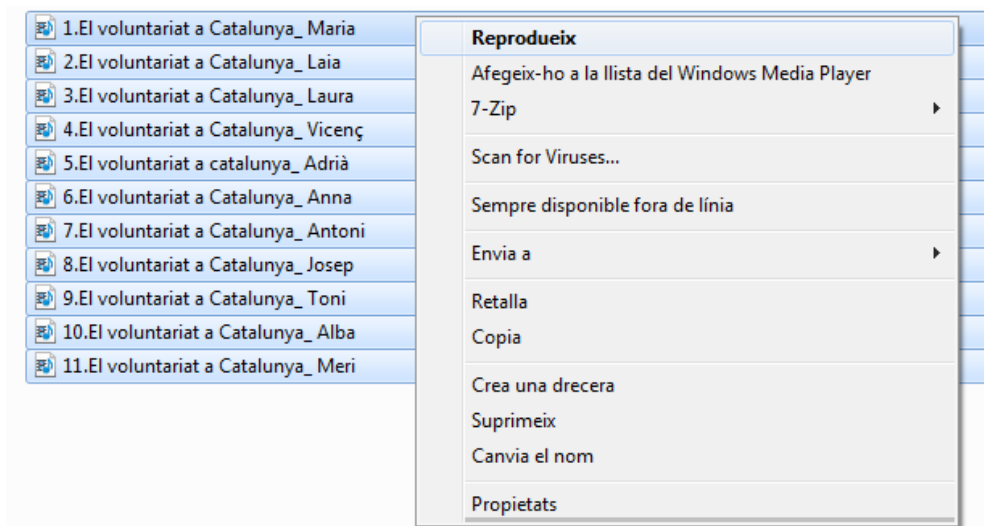 1.El voluntariat a Catalunya_ Maria
2.El voluntariat a Catalunya_ Laia
3.El voluntariat a Catalunya_ Laura
4.El voluntariat a Catalunya_ Vicenç
5.El voluntariat a catalunya_ Adrià
6.El voluntariat a Catalunya_ Anna
7.El voluntariat a Catalunya_ Antoni
8.El voluntariat a Catalunya_ Josep
9.El voluntariat a Catalunya_ Toni
10.El voluntariat a Catalunya_ Alba
11.El voluntariat a Catalunya_ Meri
Reprodueix
Afegeix-ho a la llista del Windows Media Player
7-Zip
Scan for Viruses...
Sempre disponible fora de línia
Envia a
Retalla
Copia
Crea una drecera
Suprimeix
Canvia el nom
Propietats